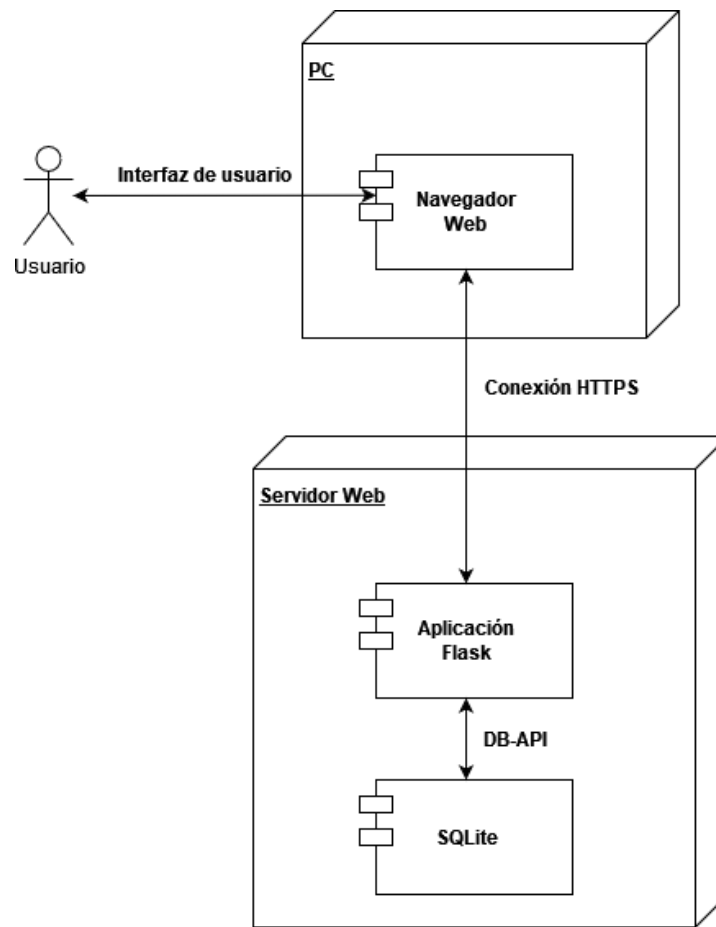 PC
Interfaz de usuario
Navegador
Web
Usuario
Conexión HTTPS
Servidor Web
Aplicación
Flask
DB-API
SQLite